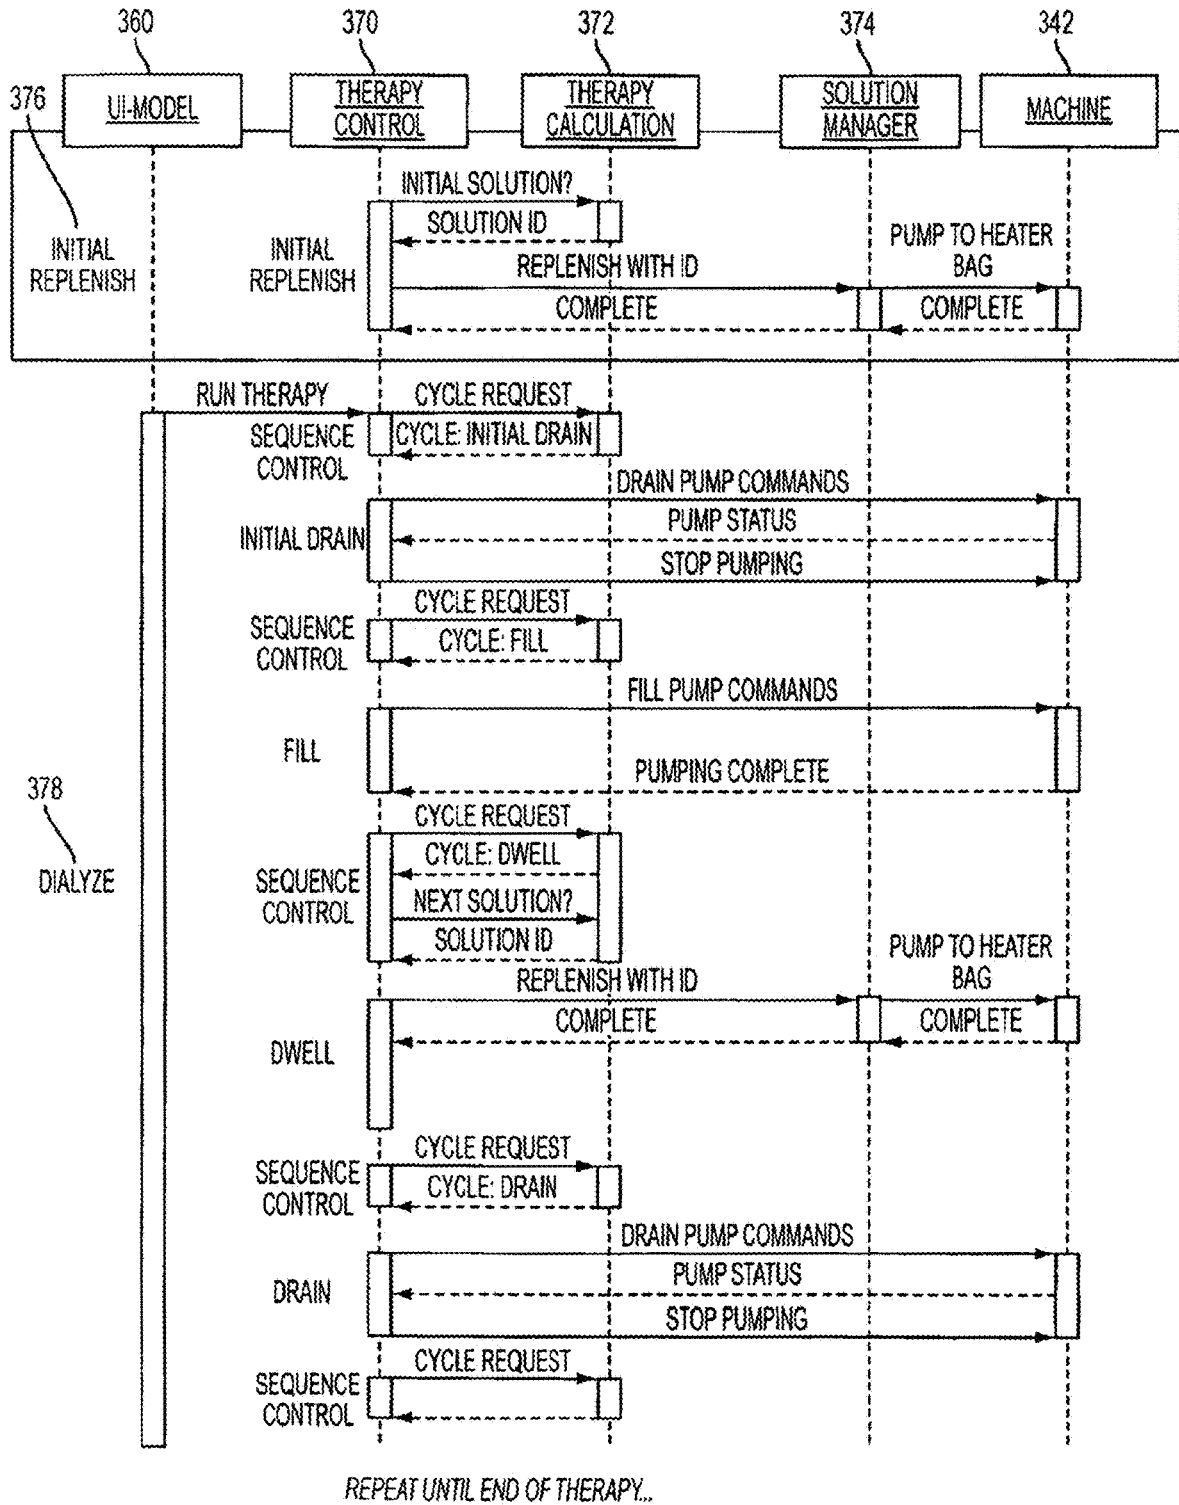 360
370
372
374
342
376
UI-MODEL
THERAPY
CONTROL
THERAPY
CALCULATION
SOLUTION
MANAGER
MACHINE
INITIAL
REPLENISH
INITIAL
REPLENISH
INITIAL SOLUTION?
SOLUTION ID
REPLENISH WITH ID
COMPLETE
PUMP TO HEATER
BAG
COMPLETE
RUN THERAPY
CYCLE REQUEST
SEQUENCE
CONTROL
CYCLE: INITIAL DRAIN
DRAIN PUMP COMMANDS
INITIAL DRAIN
PUMP STATUS
STOP PUMPING
CYCLE REQUEST
SEQUENCE
CONTROL
CYCLE: FILL
FILL PUMP COMMANDS
FILL
PUMPING COMPLETE
378
DIALYZE
CYCLE REQUEST
CYCLE: DWELL
SEQUENCE
CONTROL
NEXT SOLUTION?
SOLUTION ID
REPLENISH WITH ID
COMPLETE
PUMP TO HEATER
BAG
COMPLETE
DWELL
CYCLE REQUEST
SEQUENCE
CONTROL
CYCLE: DRAIN
DRAIN PUMP COMMANDS
DRAIN
PUMP STATUS
STOP PUMPING
CYCLE REQUEST
SEQUENCE
CONTROL
REPEAT UNTIL END OF THERAPY...